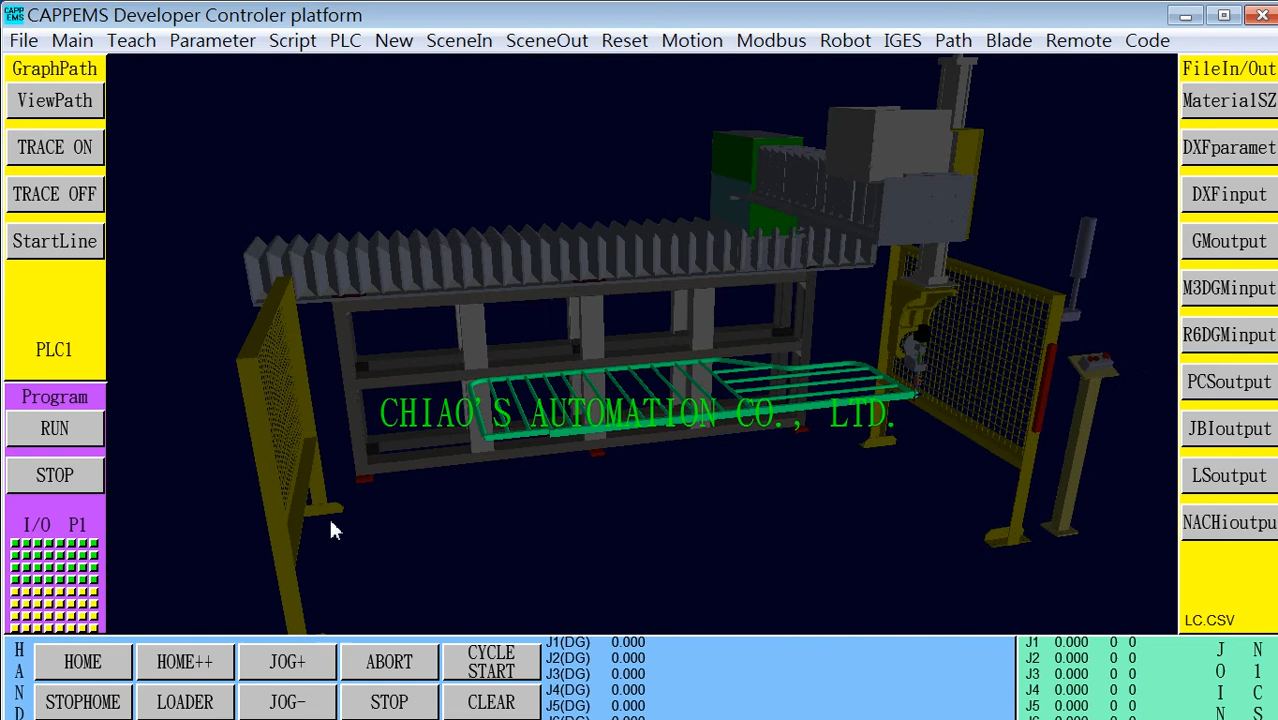 CAPP EMS CAPPEMS Developer Controler platform
File Main Teach Parameter Script PLC New SceneIn SceneOut Reset Motion Modbus Robot IGES Path Blade Remote Code
GraphPath
ViewPath
TRACE ON
TRACE OFF
StartLine
PLC1
Program
RUN
STOP
I/O P1
CHIAO'S AUTOMATION CO., LTD.
FileIn/Out
MaterialSZ
DXFparamet
DXFinput
GMoutput
M3DGMinput
R6DGMinput
PCSoutput
JBIoutput
LSoutput
NACHioutpu
LC.CSV
HAND
HOME HOME++ JOG+ ABORT CYCLE START
STOPHOME LOADER JOG- STOP CLEAR
J1(DG) 0.000
J2(DG) 0.000
J3(DG) 0.000
J4(DG) 0.000
J5(DG) 0.000
J1 0.000 0 0
J2 0.000 0 0
J3 0.000 0 0
J4 0.000 0 0
J5 0.000 0 0
JOIN
N1CS